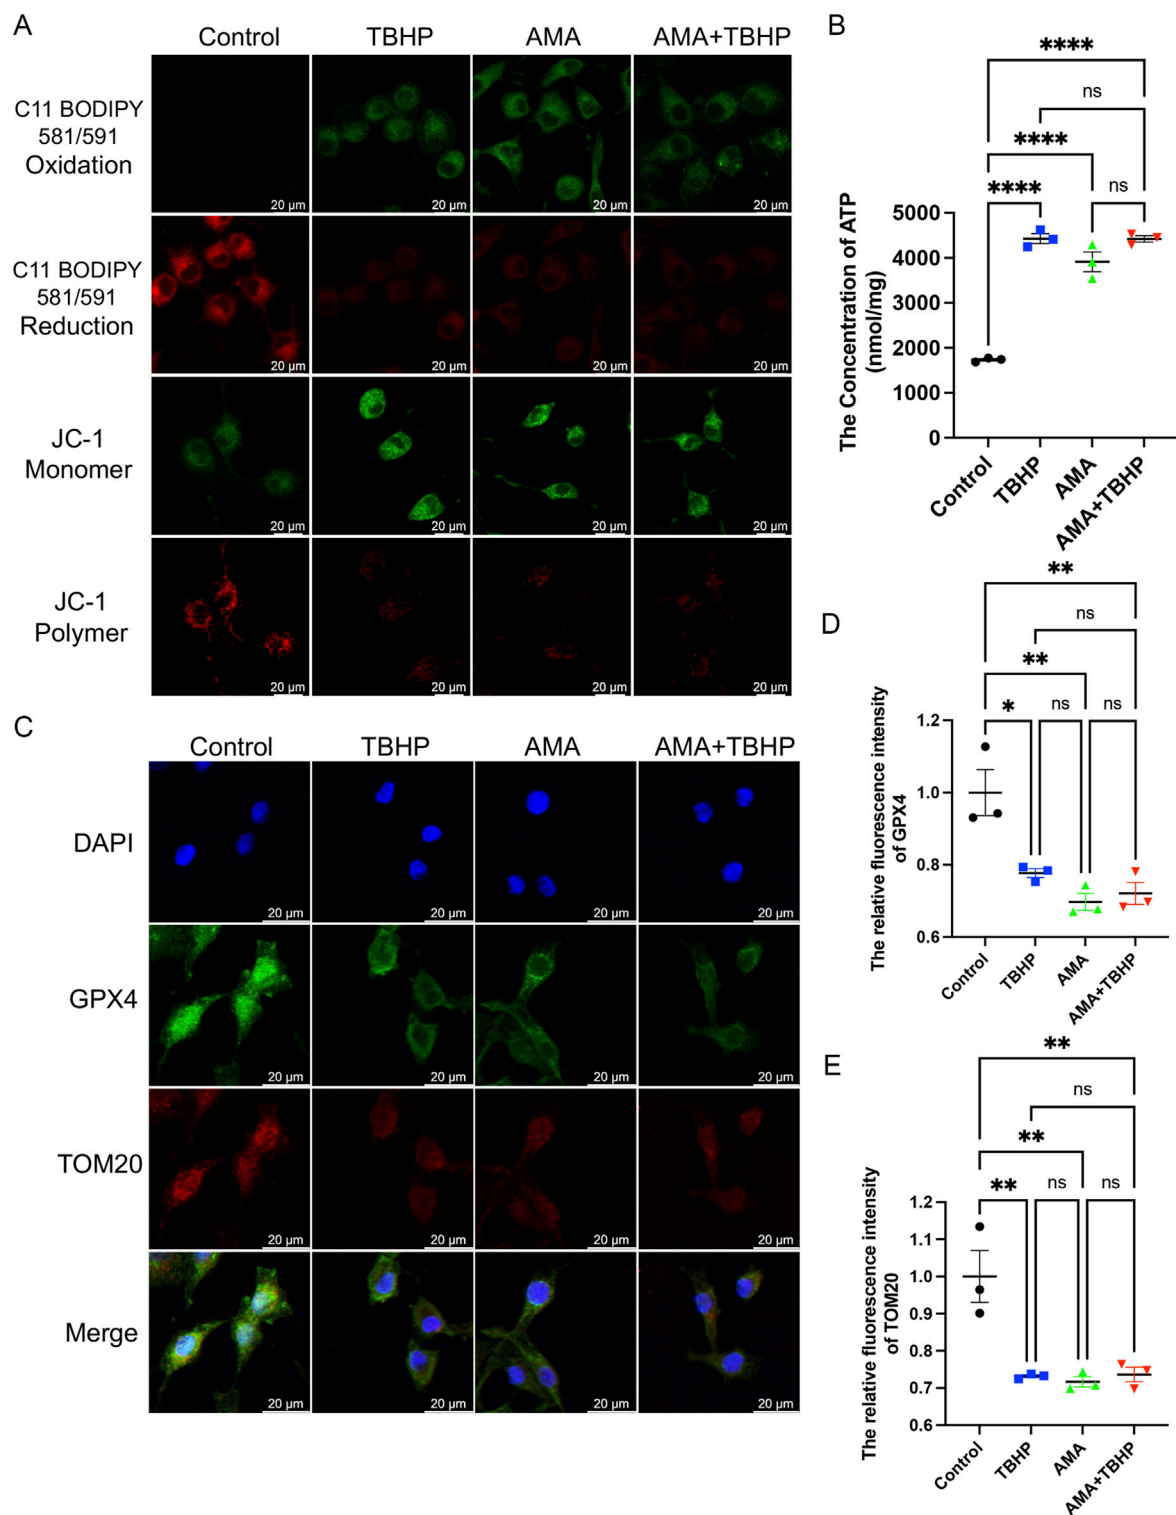 A
Control TBHP AMA AMA+TBHP
C11 BODIPY
581/591
Oxidation
20 µm 20 µm 20 µm 20 µm
C11 BODIPY
581/591
Reduction
20 µm 20 µm 20 µm 20 µm
JC-1
Monomer
20 µm 20 µm 20 µm 20 µm
JC-1
Polymer
20 µm 20 µm 20 µm 20 µm
B
****
ns
****
**** ns
The Concentration of ATP
(nmol/mg)
5000
4000
3000
2000
1000
0
Control TBHP AMA AMA+TBHP
C
Control TBHP AMA AMA+TBHP
DAPI
20 µm 20 µm 20 µm 20 µm
GPX4
20 µm 20 µm 20 µm 20 µm
TOM20
20 µm 20 µm 20 µm 20 µm
Merge
20 µm 20 µm 20 µm 20 µm
D
**
ns
**
* ns ns
The relative fluorescence intensity
of GPX4
1.2
1.0
0.8
0.6
Control TBHP AMA AMA+TBHP
E
**
ns
**
** ns ns
The relative fluorescence intensity
of TOM20
1.2
1.1
1.0
0.9
0.8
0.7
0.6
Control TBHP AMA AMA+TBHP